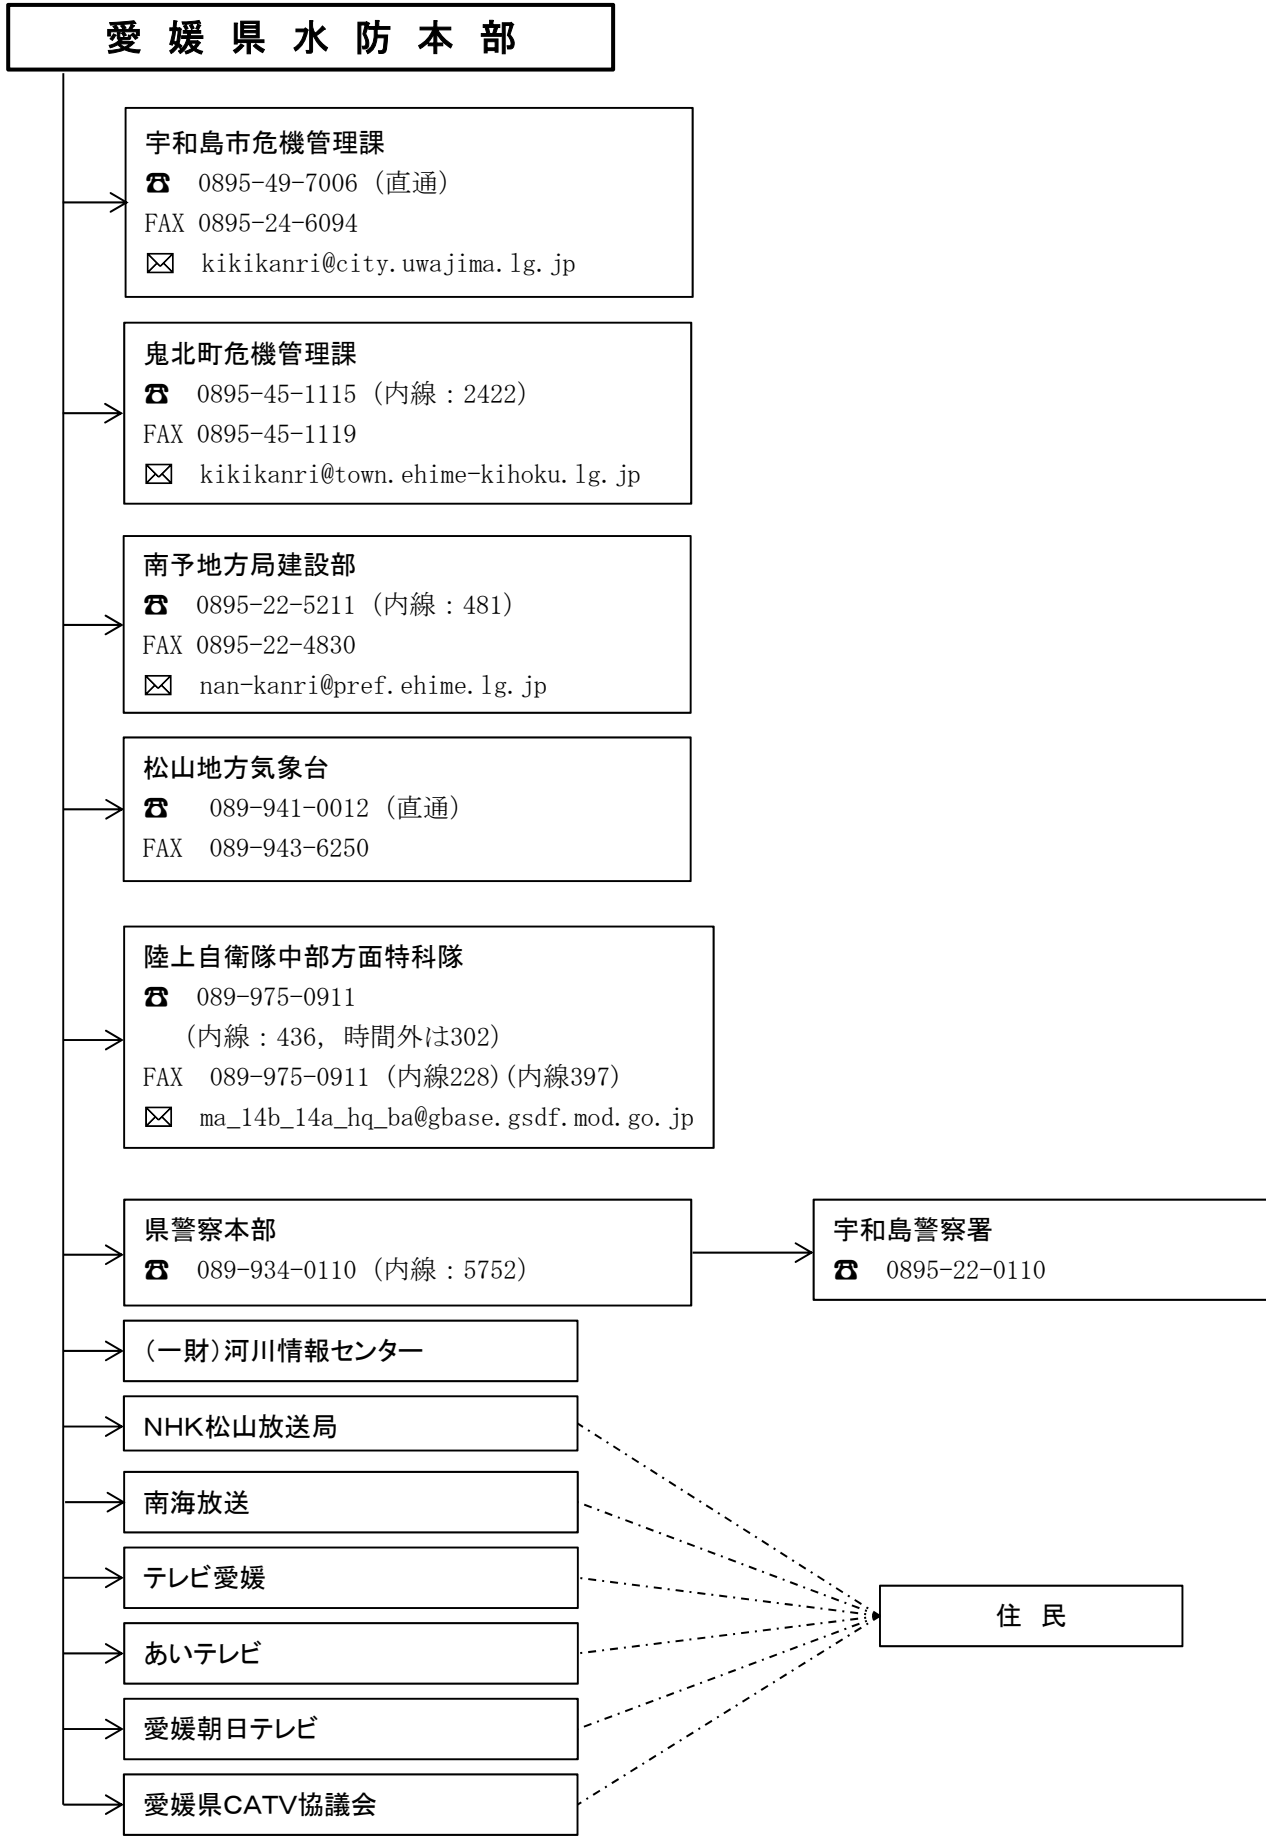 愛媛県水防本部
宇和島市危機管理課
☎ 0895-49-7006（直通）
FAX 0895-24-6094
✉ kikikanri@city.uwajima.lg.jp
鬼北町危機管理課
☎ 0895-45-1115（内線：2422）
FAX 0895-45-1119
✉ kikikanri@town.ehime-kihoku.lg.jp
南予地方局建設部
☎ 0895-22-5211（内線：481）
FAX 0895-22-4830
✉ nan-kanri@pref.ehime.lg.jp
松山地方気象台
☎ 089-941-0012（直通）
FAX 089-943-6250
陸上自衛隊中部方面特科隊
☎ 089-975-0911
（内線：436，時間外は302）
FAX 089-975-0911（内線228）（内線397）
✉ ma_14b_14a_hq_ba@gbase.gsdf.mod.go.jp
県警察本部
☎ 089-934-0110（内線：5752）
宇和島警察署
☎ 0895-22-0110
（一財）河川情報センター
NHK松山放送局
南海放送
テレビ愛媛
あいテレビ
愛媛朝日テレビ
愛媛県CATV協議会
住 民